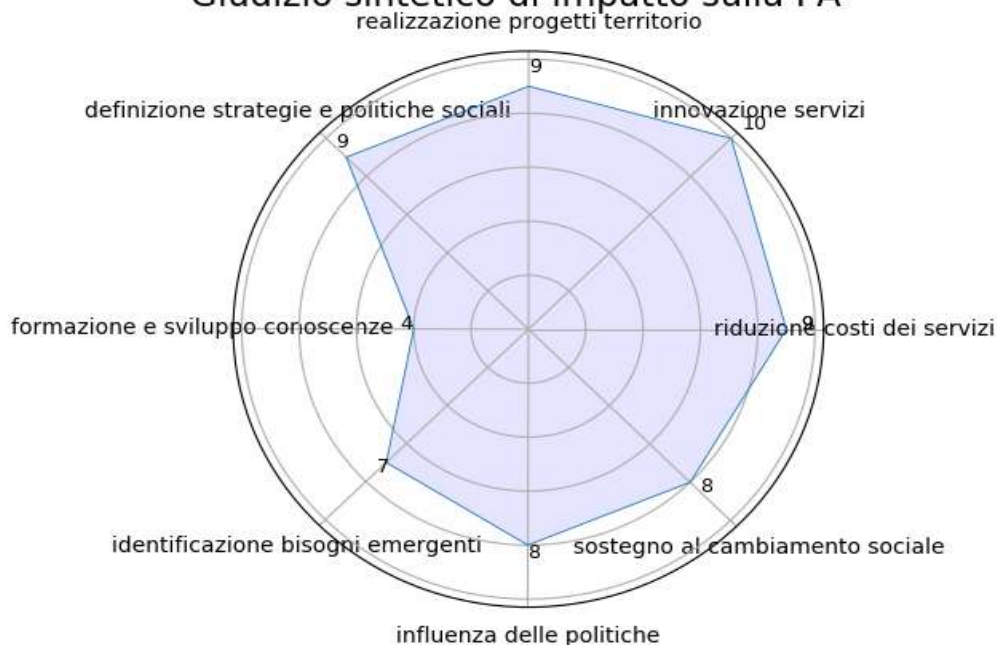 Giudizio sintetico di impatto sulla PA
realizzazione progetti territorio
9
definizione strategie e politiche sociali
innovazione servizi
10
9
formazione e sviluppo conoscenze
4
riduzione costi dei servizi
9
7
8
identificazione bisogni emergenti
8
sostegno al cambiamento sociale
influenza delle politiche